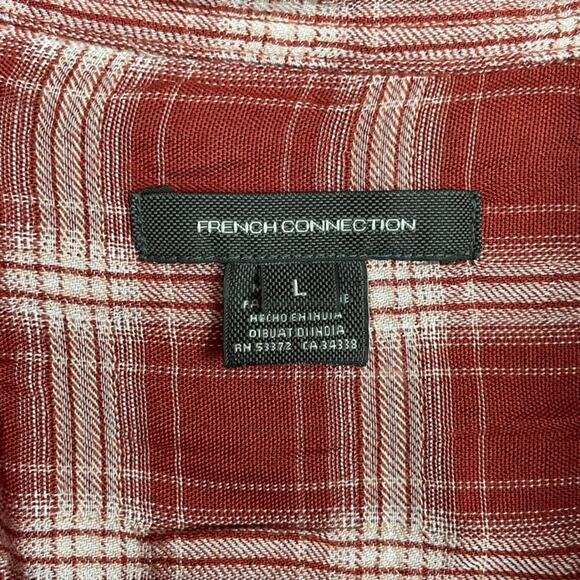 FRENCH CONNECTION
L
HECHO EN INDIA
DIBUAT DI INDIA
RN 53372 CA 34338